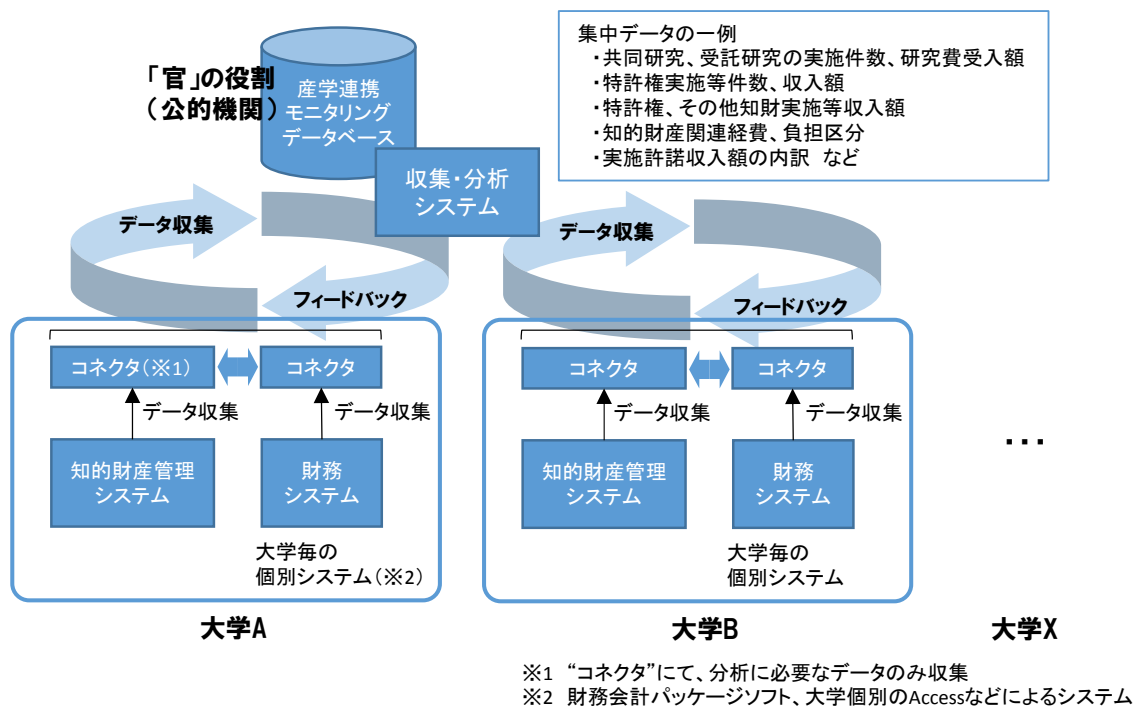 「官」の役割
(公的機関)
産学連携
モニタリング
データベース
収集・分析
システム
集中データの一例
・共同研究、受託研究の実施件数、研究費受入額
・特許権実施等件数、収入額
・特許権、その他知財実施等収入額
・知的財産関連経費、負担区分
・実施許諾収入額の内訳 など
データ収集
フィードバック
データ収集
フィードバック
コネクタ(※1)
コネクタ
データ収集
データ収集
知的財産管理
システム
財務
システム
大学毎の
個別システム(※2)
大学A
コネクタ
コネクタ
データ収集
データ収集
知的財産管理
システム
財務
システム
大学毎の
個別システム
大学B
・・・
大学X
※1 “コネクタ”にて、分析に必要なデータのみ収集
※2 財務会計パッケージソフト、大学個別のAccessなどによるシステム